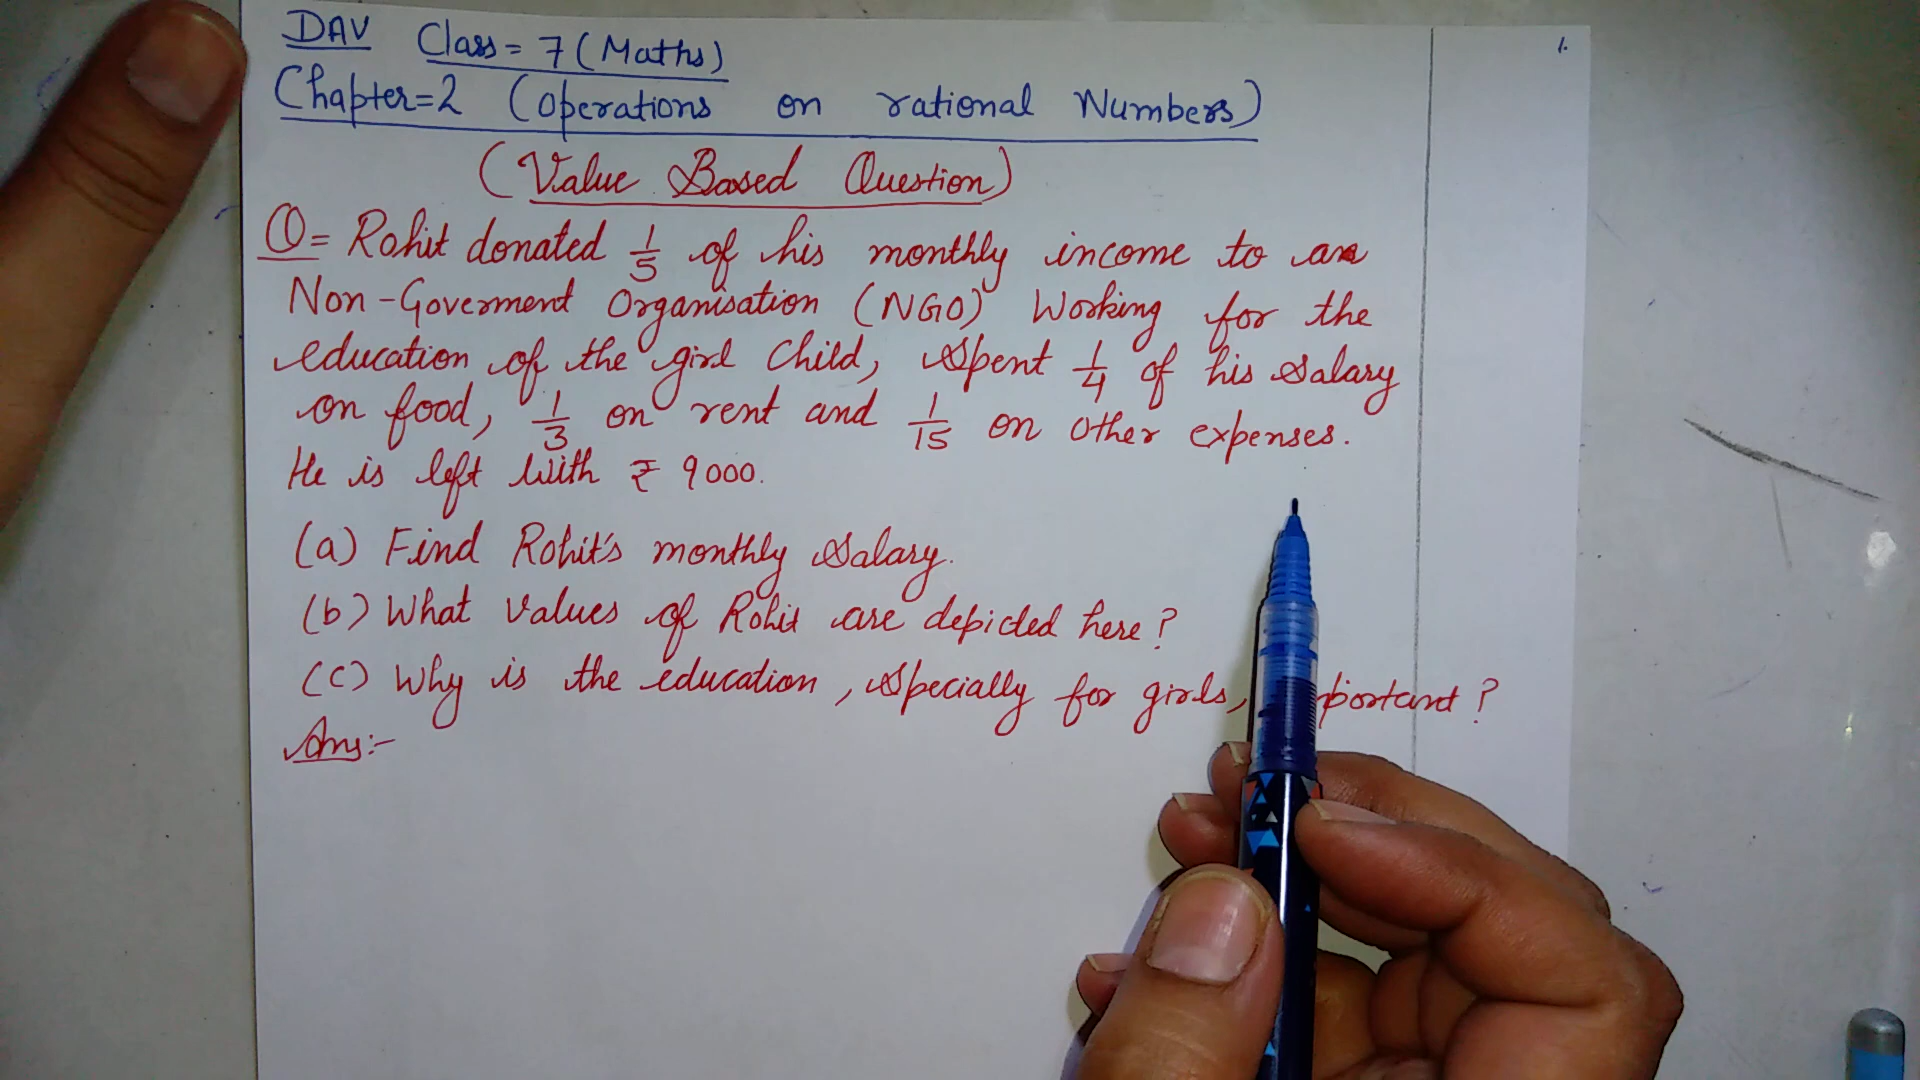 DAV Class = 7 (Maths)
1.
Chapter=2 (Operations on rational Numbers)
(Value Based Question)
Q= Rohit donated 1/5 of his monthly income to an
Non-Goverment Organisation (NGO) Working for the
education of the girl child, Spent 1/4 of his Salary
on food, 1/3 on rent and 1/15 on other expenses.
He is left with ₹ 9000.
(a) Find Rohit's monthly Salary.
(b) What values of Rohit are depicted here?
(c) Why is the education, especially for girls, mportant?
Ans:-